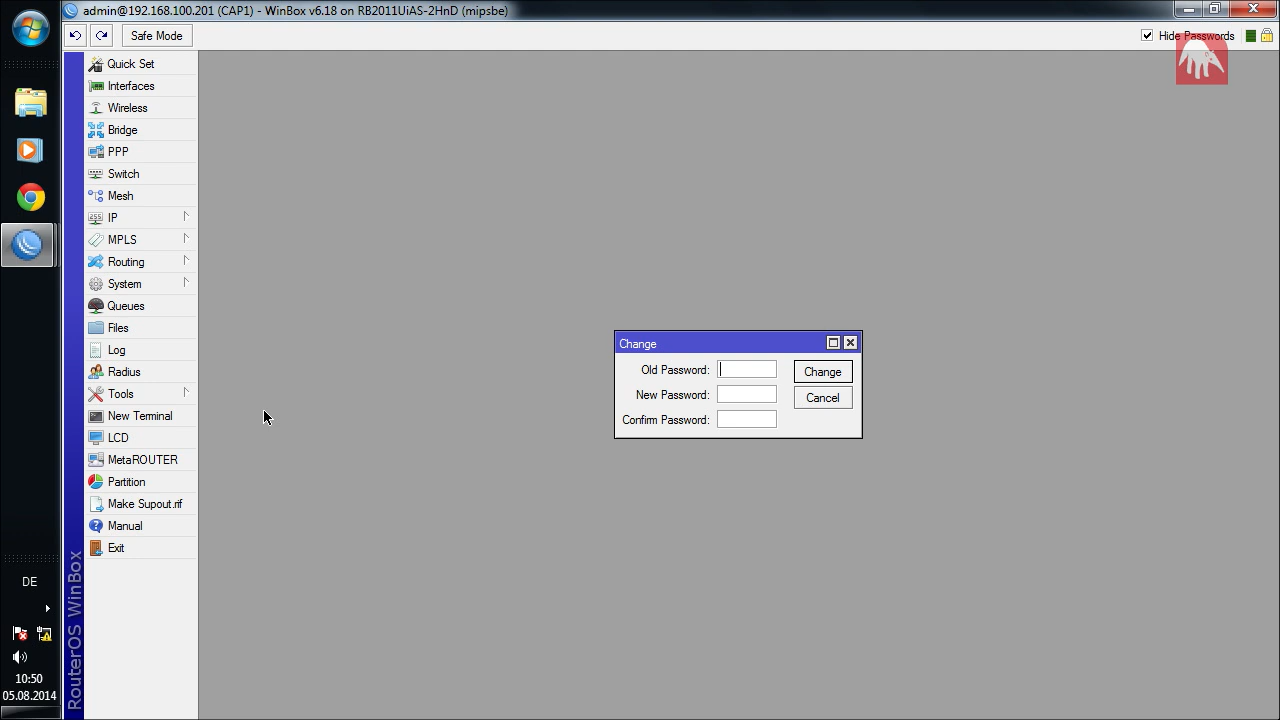 admin@192.168.100.201 (CAP1) - WinBox v6.18 on RB2011UiAS-2HnD (mipsbe)
Safe Mode
Hide Passwords
Quick Set
Interfaces
Wireless
Bridge
PPP
Switch
Mesh
255 IP
MPLS
Routing
System
Queues
Files
Log
Radius
Tools
New Terminal
LCD
MetaROUTER
Partition
Make Supout.rif
Manual
Exit
RouterOS WinBox
Change
Old Password:
New Password:
Confirm Password:
Change
Cancel
DE
10:50
05.08.2014